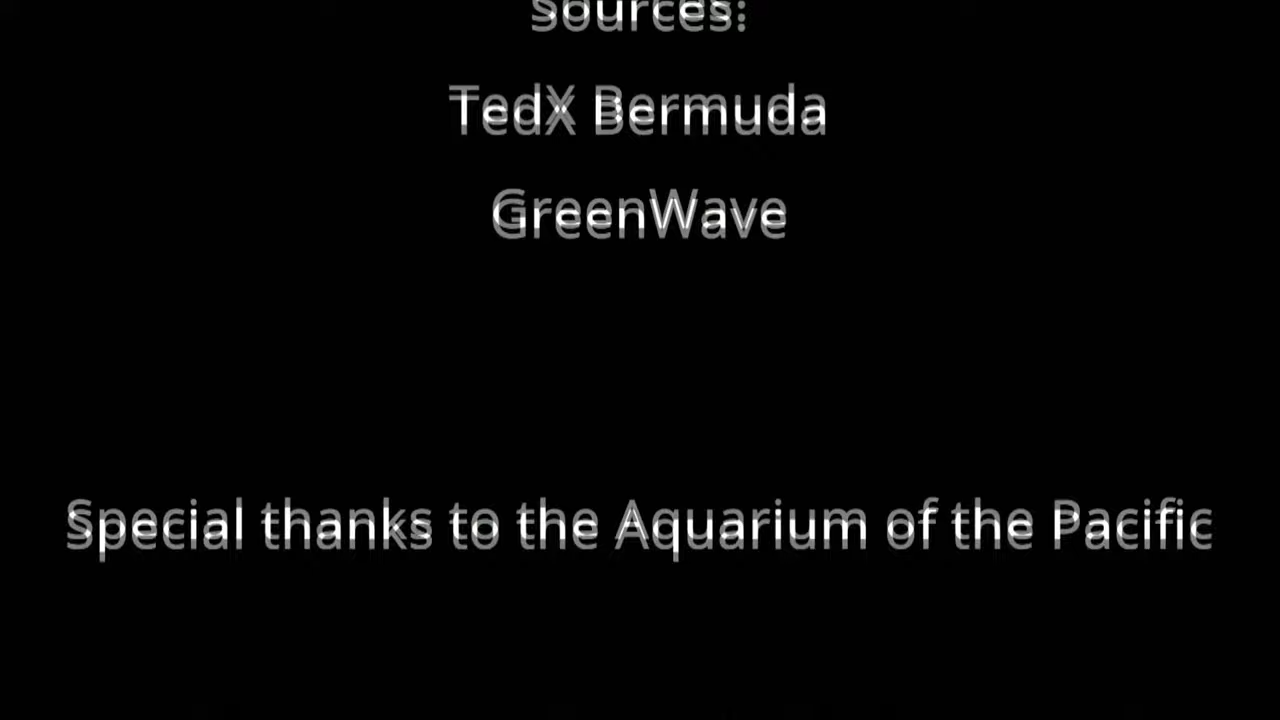 Sources:
TedX Bermuda
GreenWave
Special thanks to the Aquarium of the Pacific